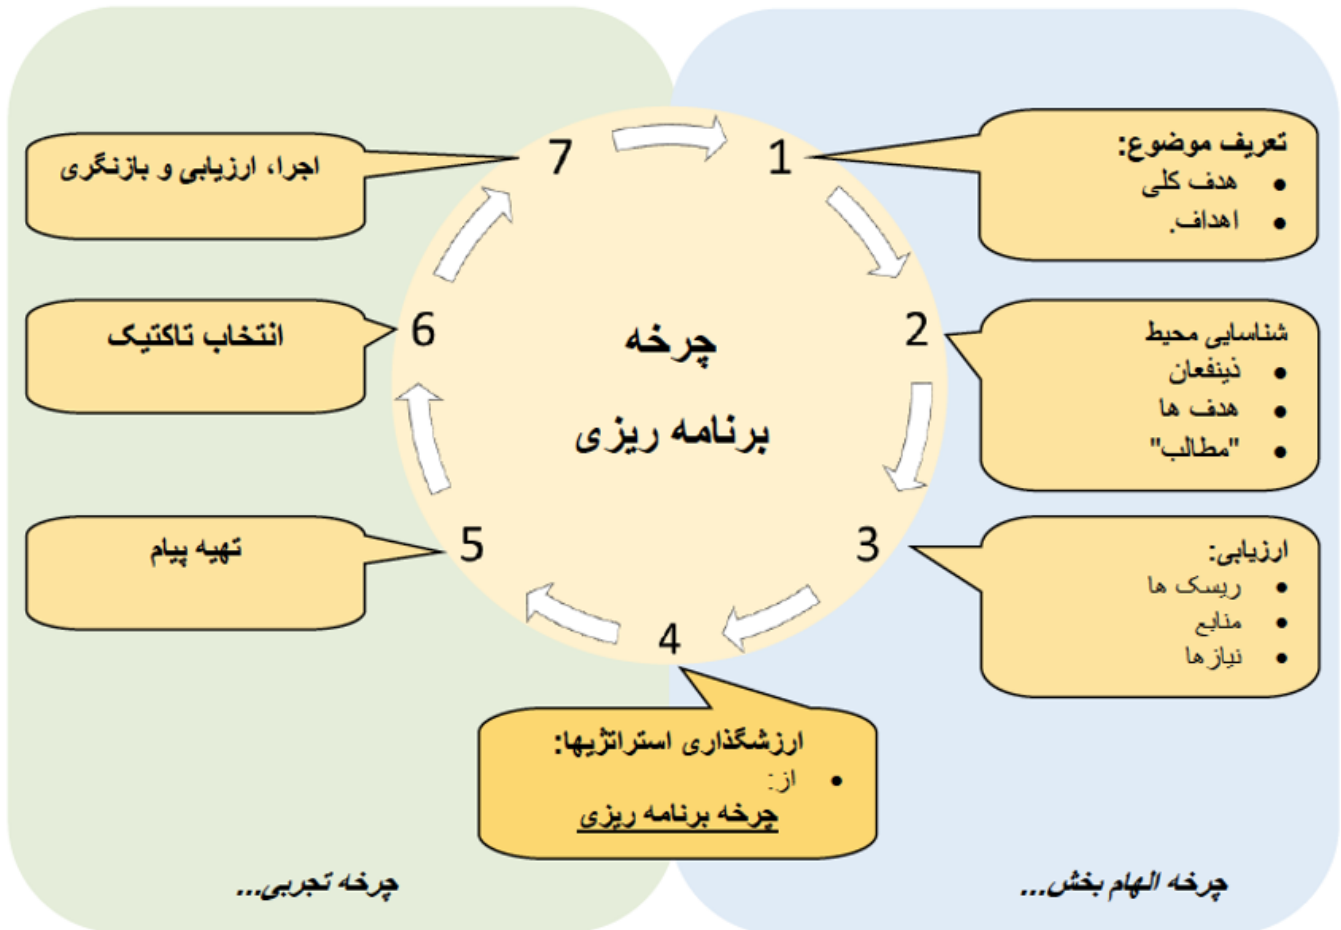 چرخه
برنامه ریزی
1
تعریف موضوع:
• هدف کلی
• اهداف.
2
شناسایی محیط
• ذینفعان
• هدف ها
• "مطالب"
3
ارزیابی:
• ریسک ها
• منابع
• نیازها
4
ارزشگذاری استراتژیها:
• از:
چرخه برنامه ریزی
5
تهیه پیام
6
انتخاب تاکتیک
7
اجرا، ارزیابی و بازنگری
چرخه الهام بخش...
چرخه تجربی...